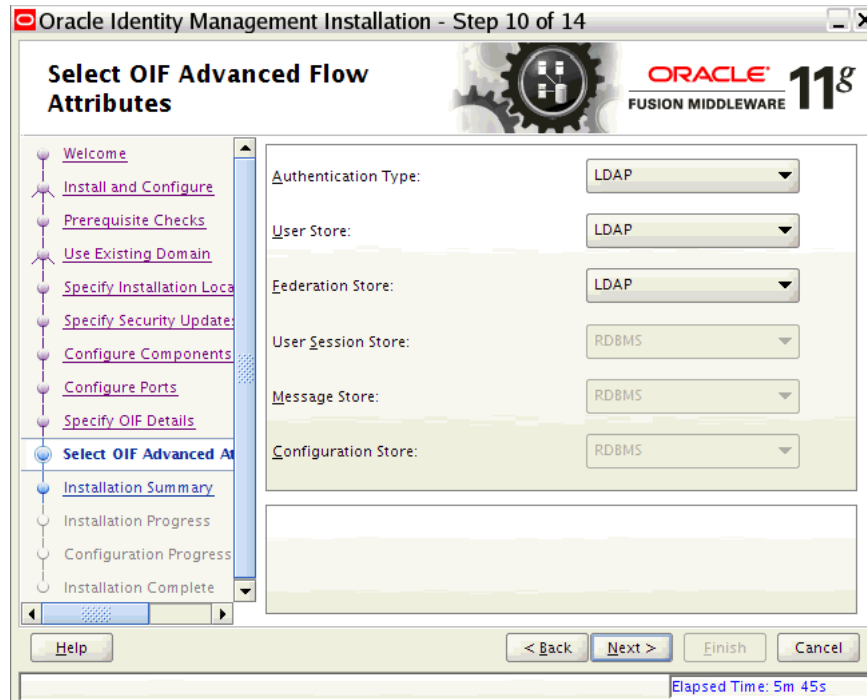 Oracle Identity Management Installation - Step 10 of 14
Select OIF Advanced Flow
Attributes
ORACLE
FUSION MIDDLEWARE 11g
Welcome
Install and Configure
Prerequisite Checks
Use Existing Domain
Specify Installation Loca
Specify Security Updates
Configure Components
Configure Ports
Specify OIF Details
Select OIF Advanced At
Installation Summary
Installation Progress
Configuration Progress
Installation Complete
Authentication Type: LDAP
User Store: LDAP
Federation Store: LDAP
User Session Store: RDBMS
Message Store: RDBMS
Configuration Store: RDBMS
Help < Back Next > Finish Cancel
Elapsed Time: 5m 45s